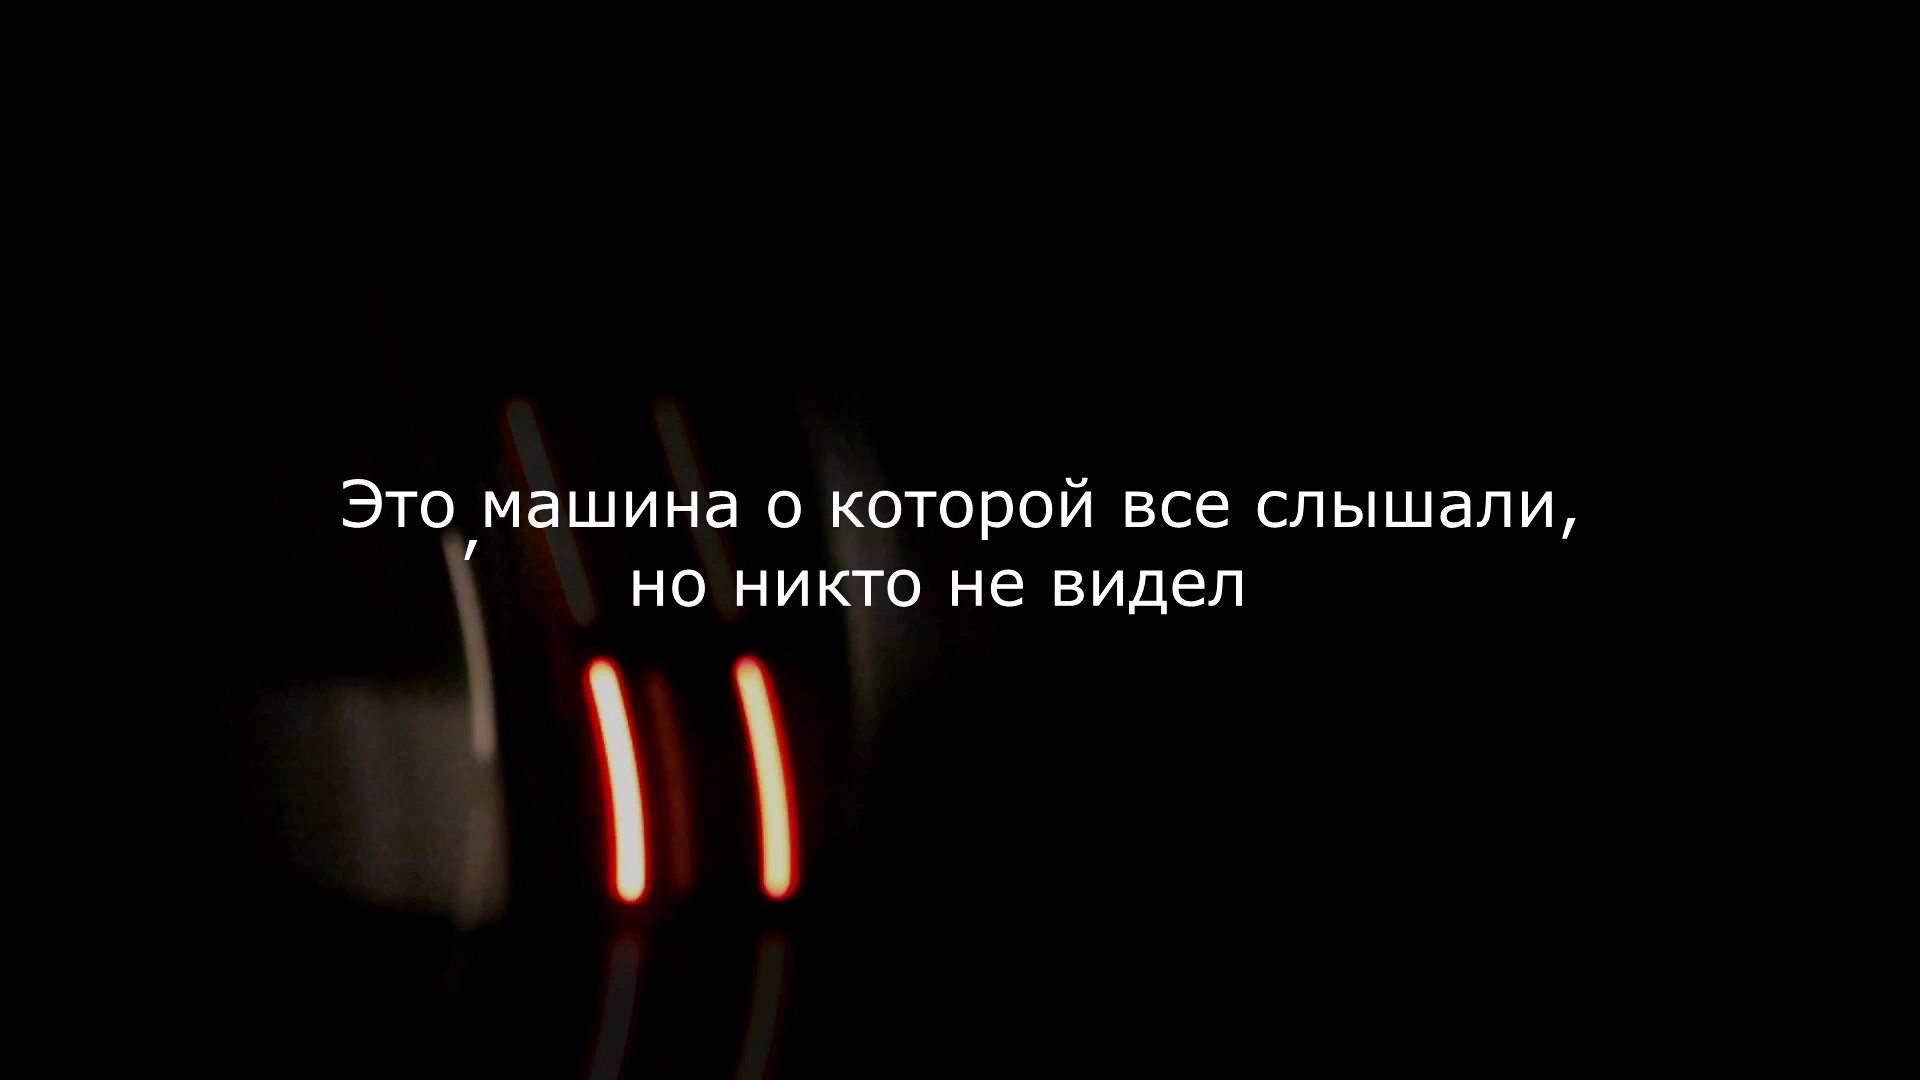 Это,машина о которой все слышали,
но никто не видел